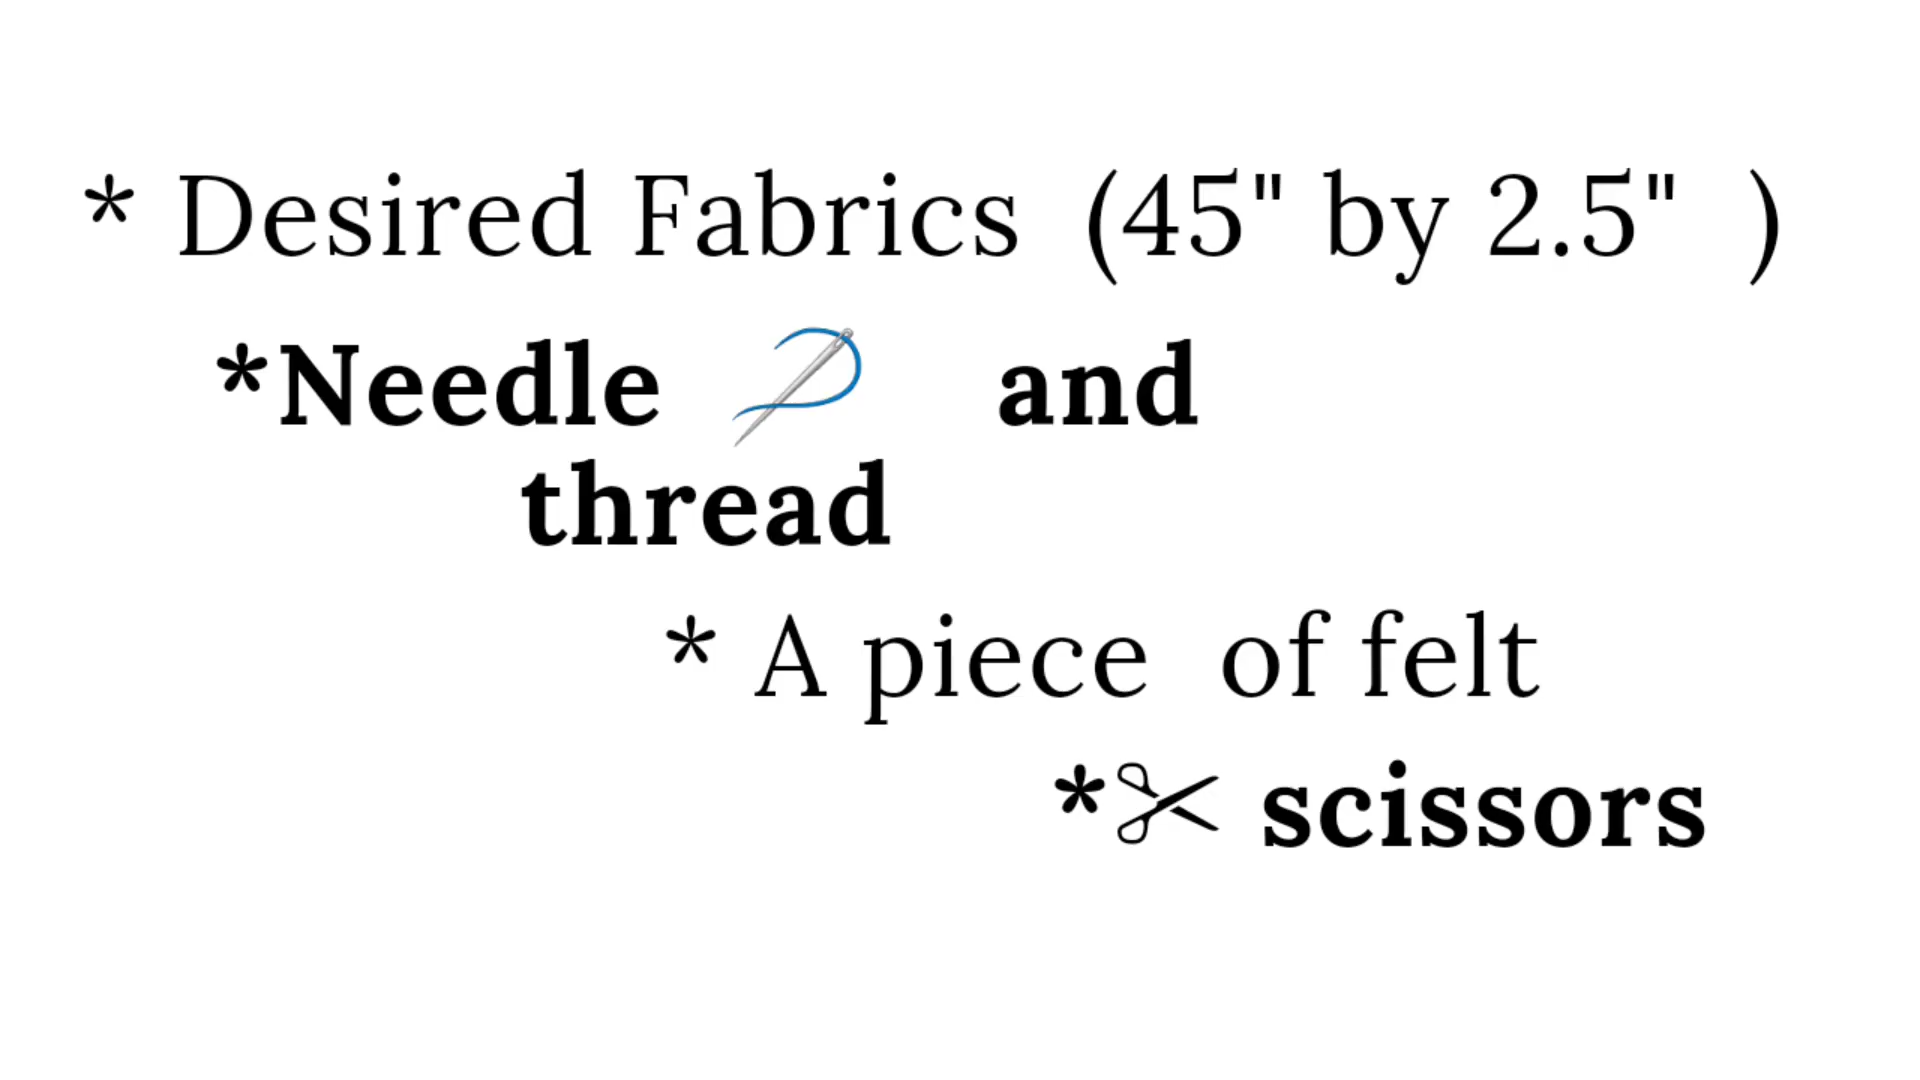 * Desired Fabrics (45" by 2.5" )
*Needle 🪡 and
thread
* A piece of felt
*✂ scissors